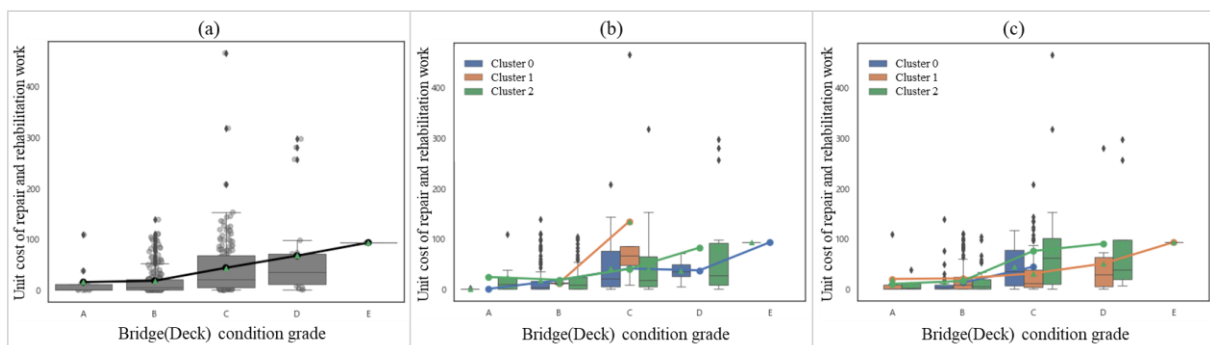 (a)
Unit cost of repair and rehabilitation work
400
300
200
100
0
A B C D E
Bridge(Deck) condition grade
(b)
Unit cost of repair and rehabilitation work
Cluster 0
Cluster 1
Cluster 2
400
300
200
100
0
A B C D E
Bridge(Deck) condition grade
(c)
Unit cost of repair and rehabilitation work
Cluster 0
Cluster 1
Cluster 2
400
300
200
100
0
A B C D E
Bridge(Deck) condition grade